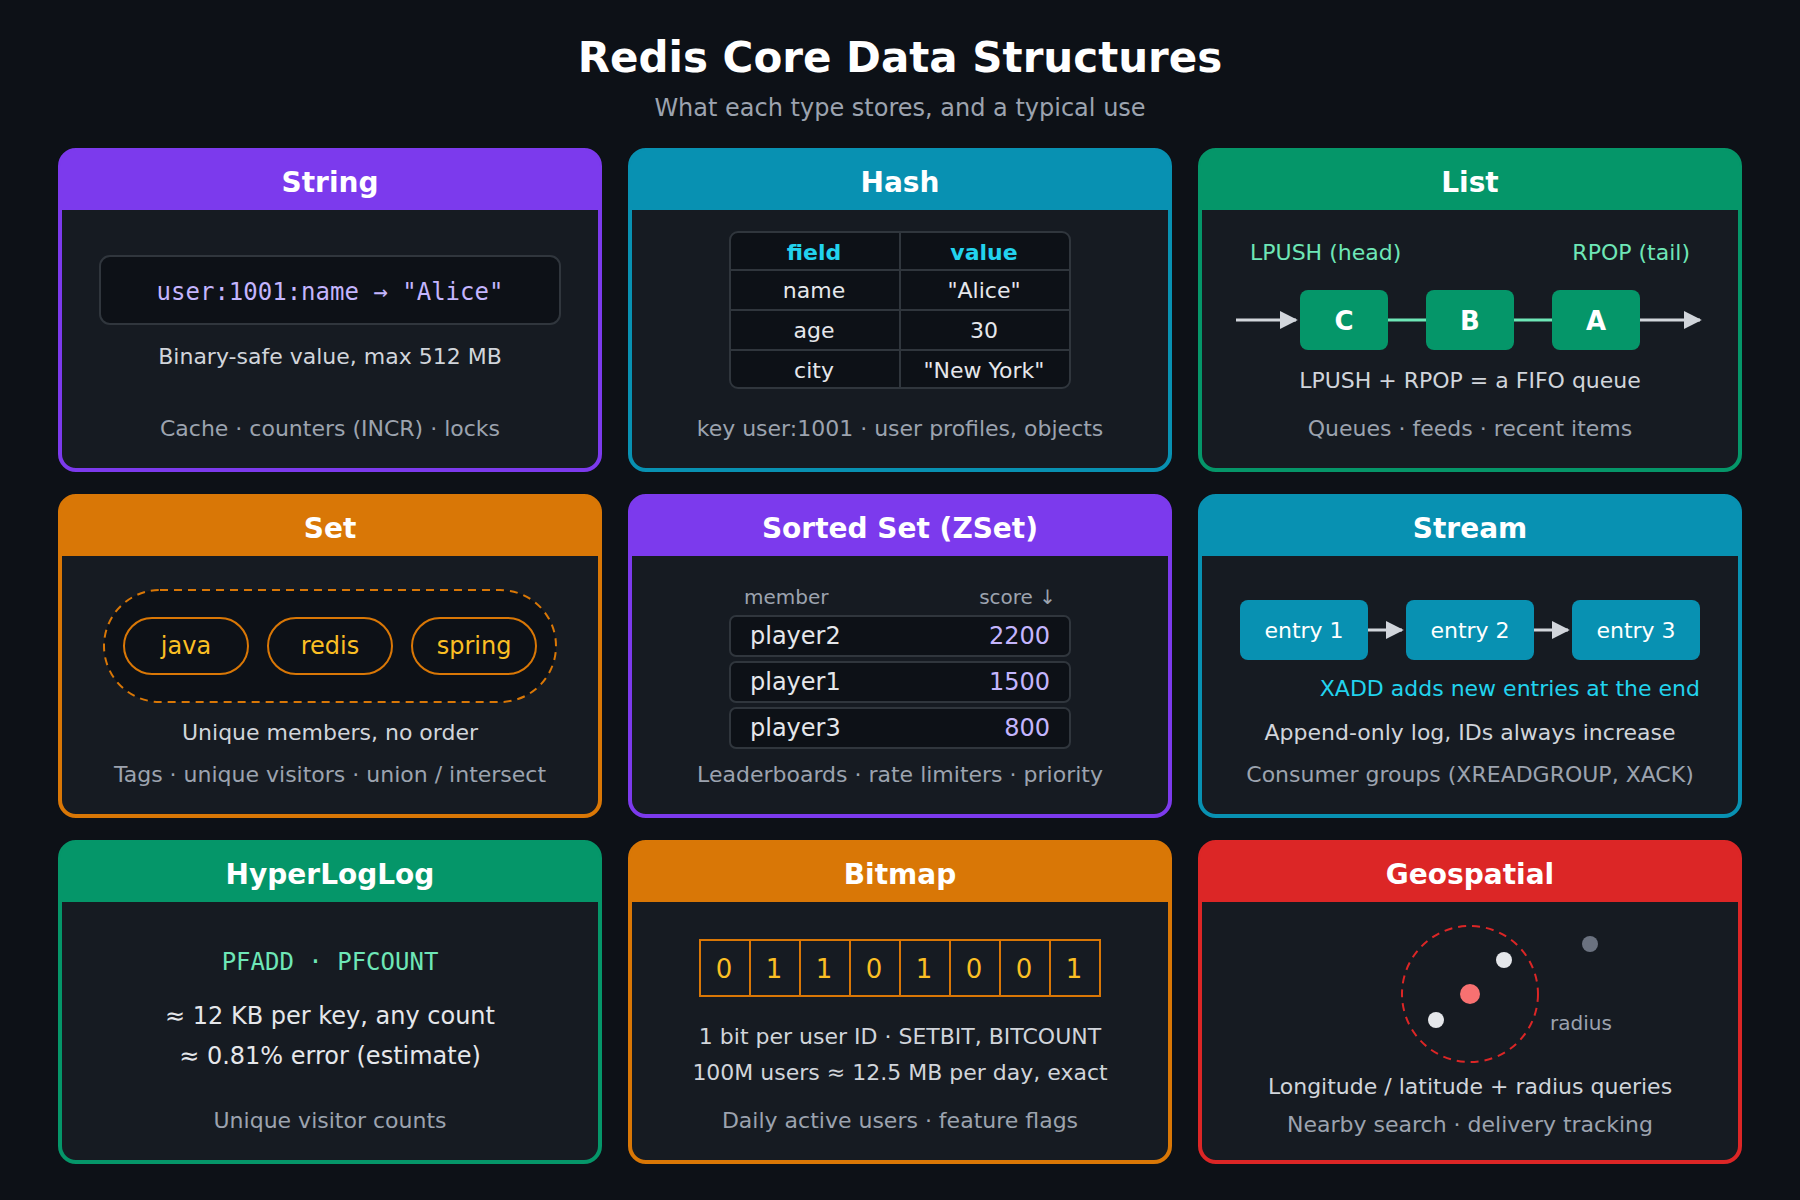 Redis Core Data Structures
What each type stores, and a typical use
String
user:1001:name → "Alice"
Binary-safe value, max 512 MB
Cache · counters (INCR) · locks
Hash
field value
name "Alice"
age 30
city "New York"
key user:1001 · user profiles, objects
List
LPUSH (head) RPOP (tail)
C B A
LPUSH + RPOP = a FIFO queue
Queues · feeds · recent items
Set
java redis spring
Unique members, no order
Tags · unique visitors · union / intersect
Sorted Set (ZSet)
member score ↓
player2 2200
player1 1500
player3 800
Leaderboards · rate limiters · priority
Stream
entry 1 entry 2 entry 3
XADD adds new entries at the end
Append-only log, IDs always increase
Consumer groups (XREADGROUP, XACK)
HyperLogLog
PFADD · PFCOUNT
≈ 12 KB per key, any count
≈ 0.81% error (estimate)
Unique visitor counts
Bitmap
0 1 1 0 1 0 0 1
1 bit per user ID · SETBIT, BITCOUNT
100M users ≈ 12.5 MB per day, exact
Daily active users · feature flags
Geospatial
radius
Longitude / latitude + radius queries
Nearby search · delivery tracking